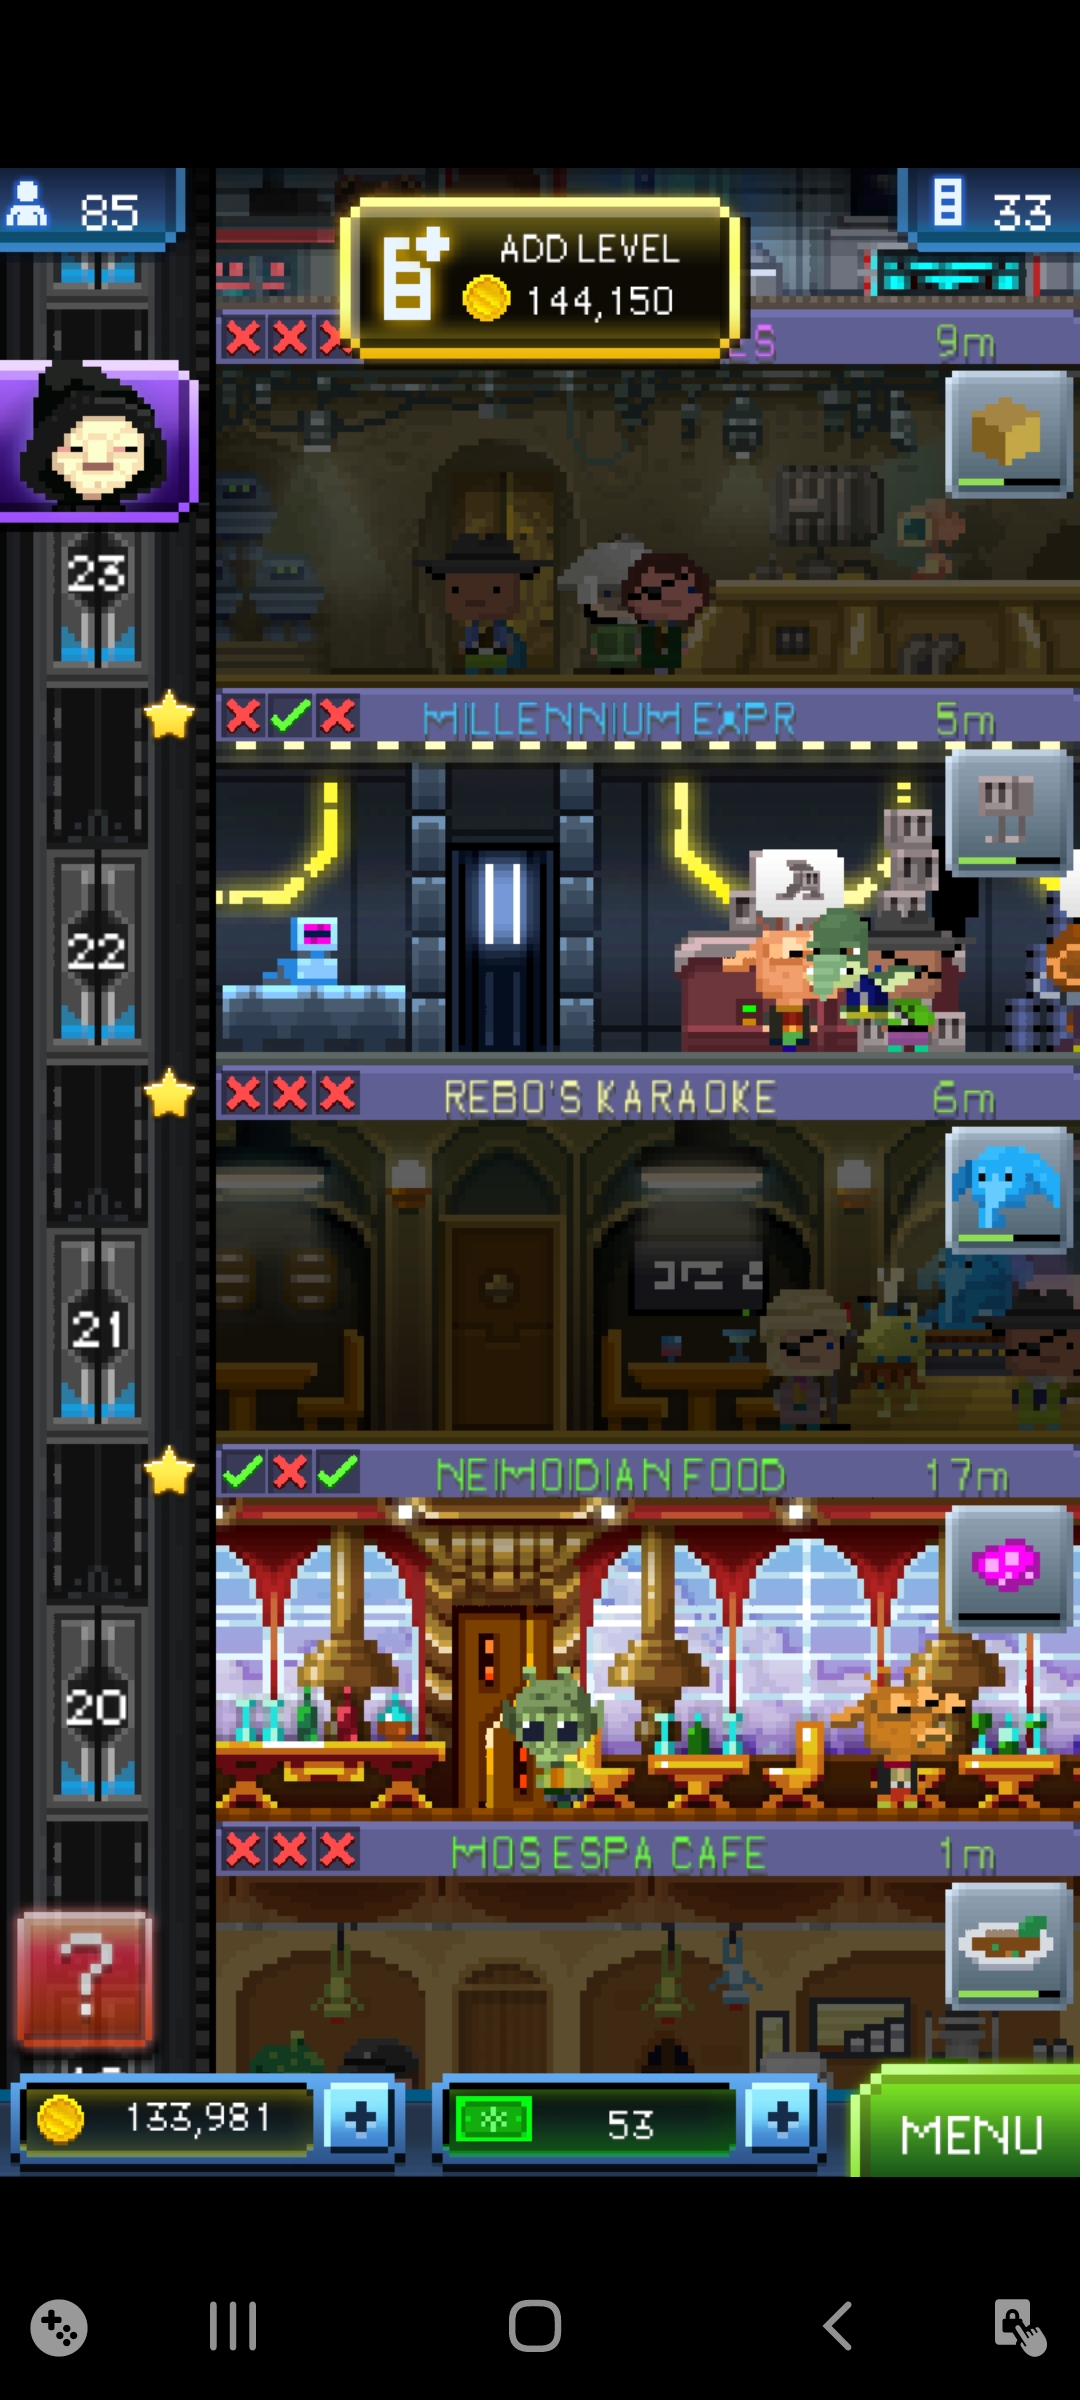 85
ADD LEVEL
144,150
33
9m
23
MILLENNIUM EXPR
5m
22
REBO'S KARAOKE
6m
21
NEIMOIDIAN FOOD
17m
20
MOS ESPA CAFE
1m
?
133,981
+
53
+
MENU